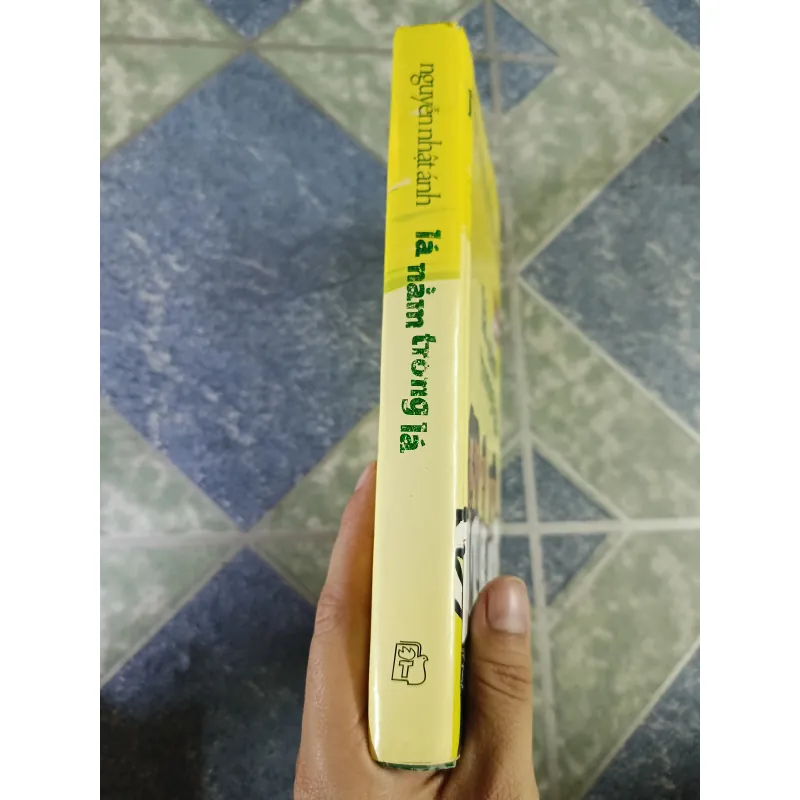 nguyễn nhật ánh
lá nằm trong lá